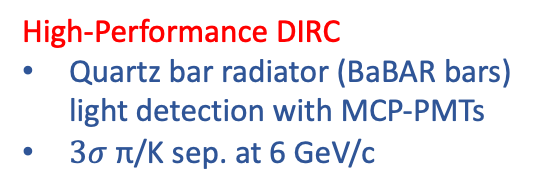 High-Performance DIRC
• Quartz bar radiator (BaBAR bars)
light detection with MCP-PMTs
• 3𝜎 π/K sep. at 6 GeV/c